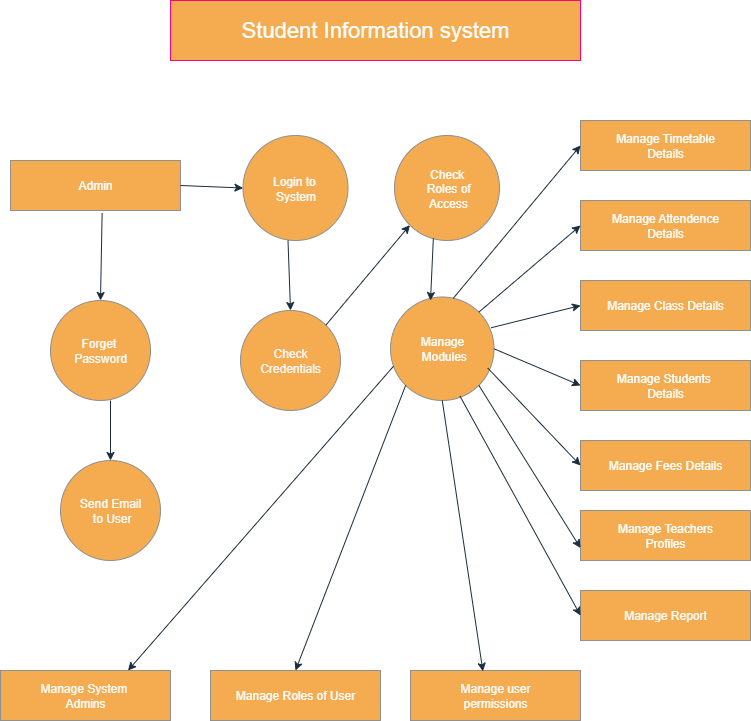 Student Information system
Admin
Login to
System
Check
Roles of
Access
Manage Timetable
Details
Manage Attendence
Details
Manage Class Details
Forget
Password
Check
Credentials
Manage
Modules
Manage Students
Details
Manage Fees Details
Send Email
to User
Manage Teachers
Profiles
Manage Report
Manage System
Admins
Manage Roles of User
Manage user
permissions